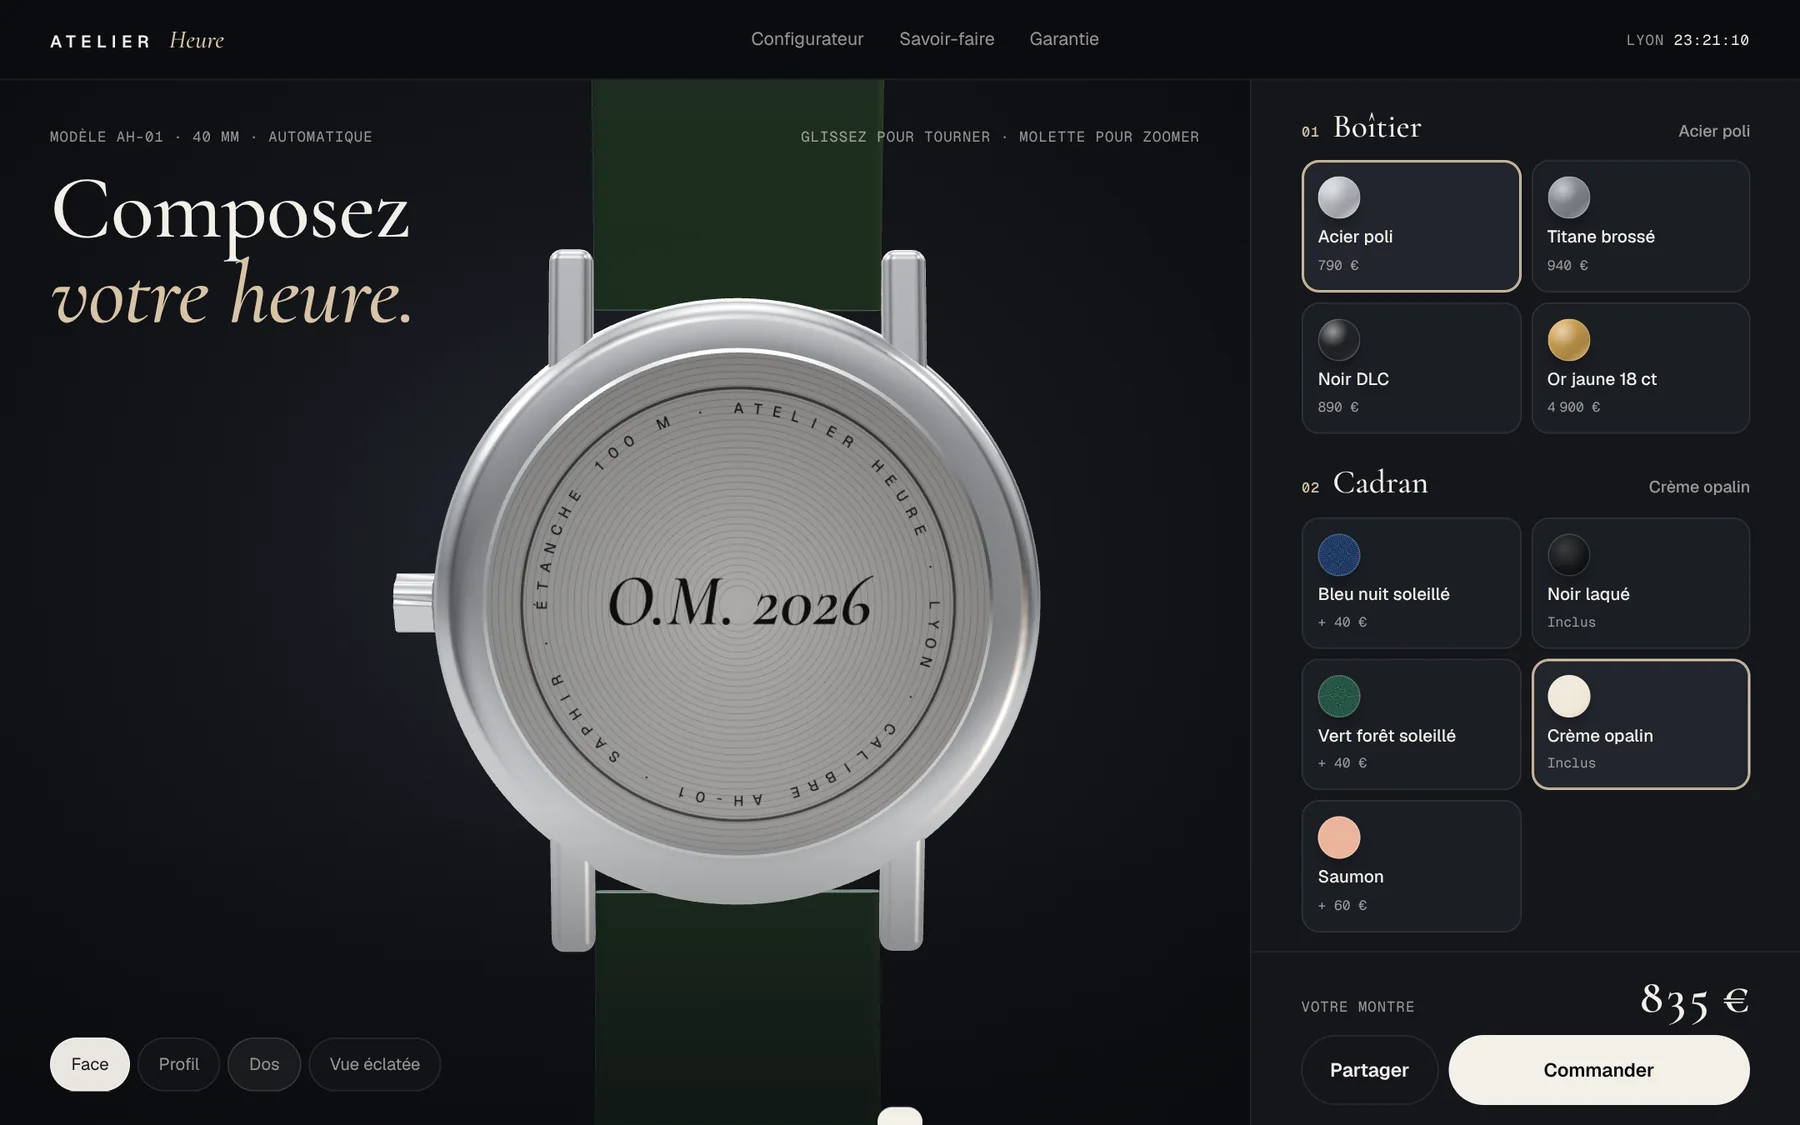 ATELIER Heure
Configurateur
Savoir-faire
Garantie
LYON 23:21:10
MODÈLE AH-01 · 40 MM · AUTOMATIQUE
GLISSEZ POUR TOURNER · MOLETTE POUR ZOOMER
Composez
votre heure.
ATELIER HEURE · LYON · CALIBRE AH-01 · SAPHIR · ÉTANCHE 100 M ·
O.M. 2026
Face
Profil
Dos
Vue éclatée
01 Boîtier
Acier poli
Acier poli
790 €
Titane brossé
940 €
Noir DLC
890 €
Or jaune 18 ct
4 900 €
02 Cadran
Crème opalin
Bleu nuit soleillé
+ 40 €
Noir laqué
Inclus
Vert forêt soleillé
+ 40 €
Crème opalin
Inclus
Saumon
+ 60 €
VOTRE MONTRE
835 €
Partager
Commander